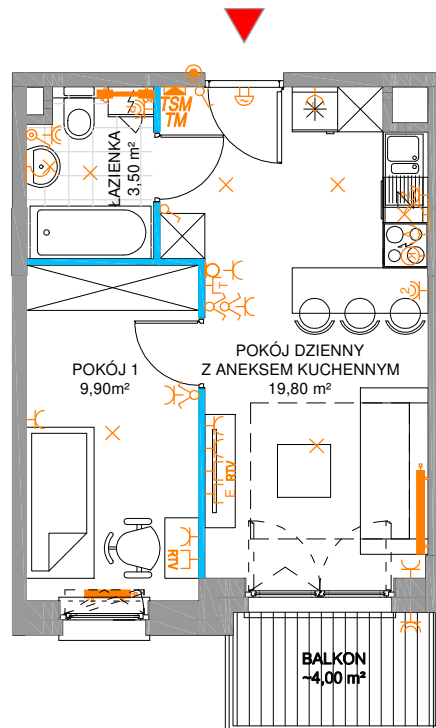 TSM
TM
ŁAZIENKA
3,50 m²
POKÓJ 1
9,90m²
POKÓJ DZIENNY
Z ANEKSEM KUCHENNYM
19,80 m²
2
RTV
RTV
BALKON
~4,00 m²